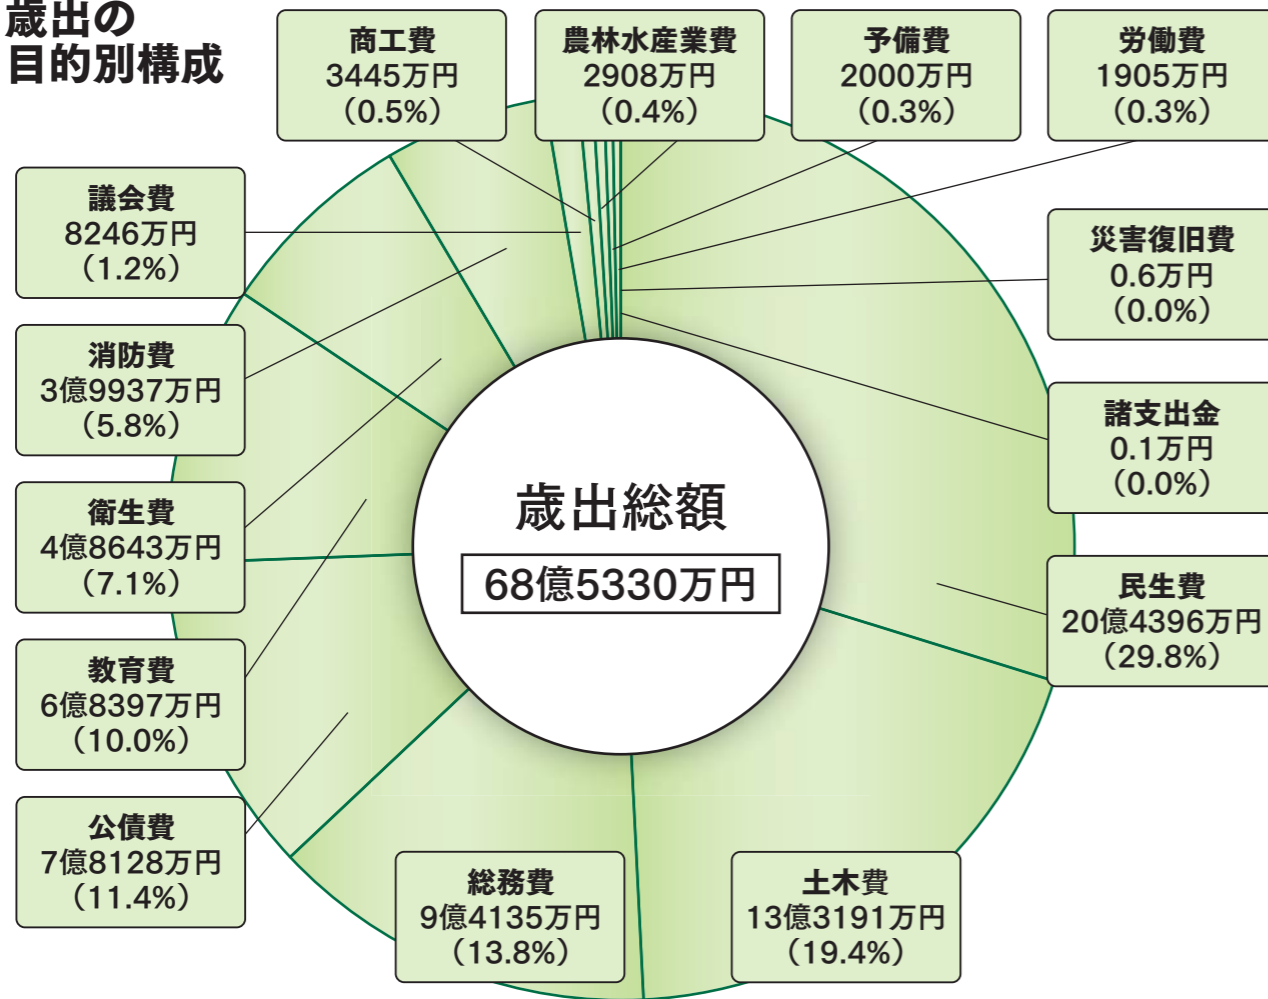 歳出の
目的別構成
商工費
3445万円
（0.5%）
農林水産業費
2908万円
（0.4%）
予備費
2000万円
（0.3%）
労働費
1905万円
（0.3%）
議会費
8246万円
（1.2%）
災害復旧費
0.6万円
（0.0%）
消防費
3億9937万円
（5.8%）
諸支出金
0.1万円
（0.0%）
衛生費
4億8643万円
（7.1%）
歳出総額
68億5330万円
民生費
20億4396万円
（29.8%）
教育費
6億8397万円
（10.0%）
公債費
7億8128万円
（11.4%）
総務費
9億4135万円
（13.8%）
土木費
13億3191万円
（19.4%）